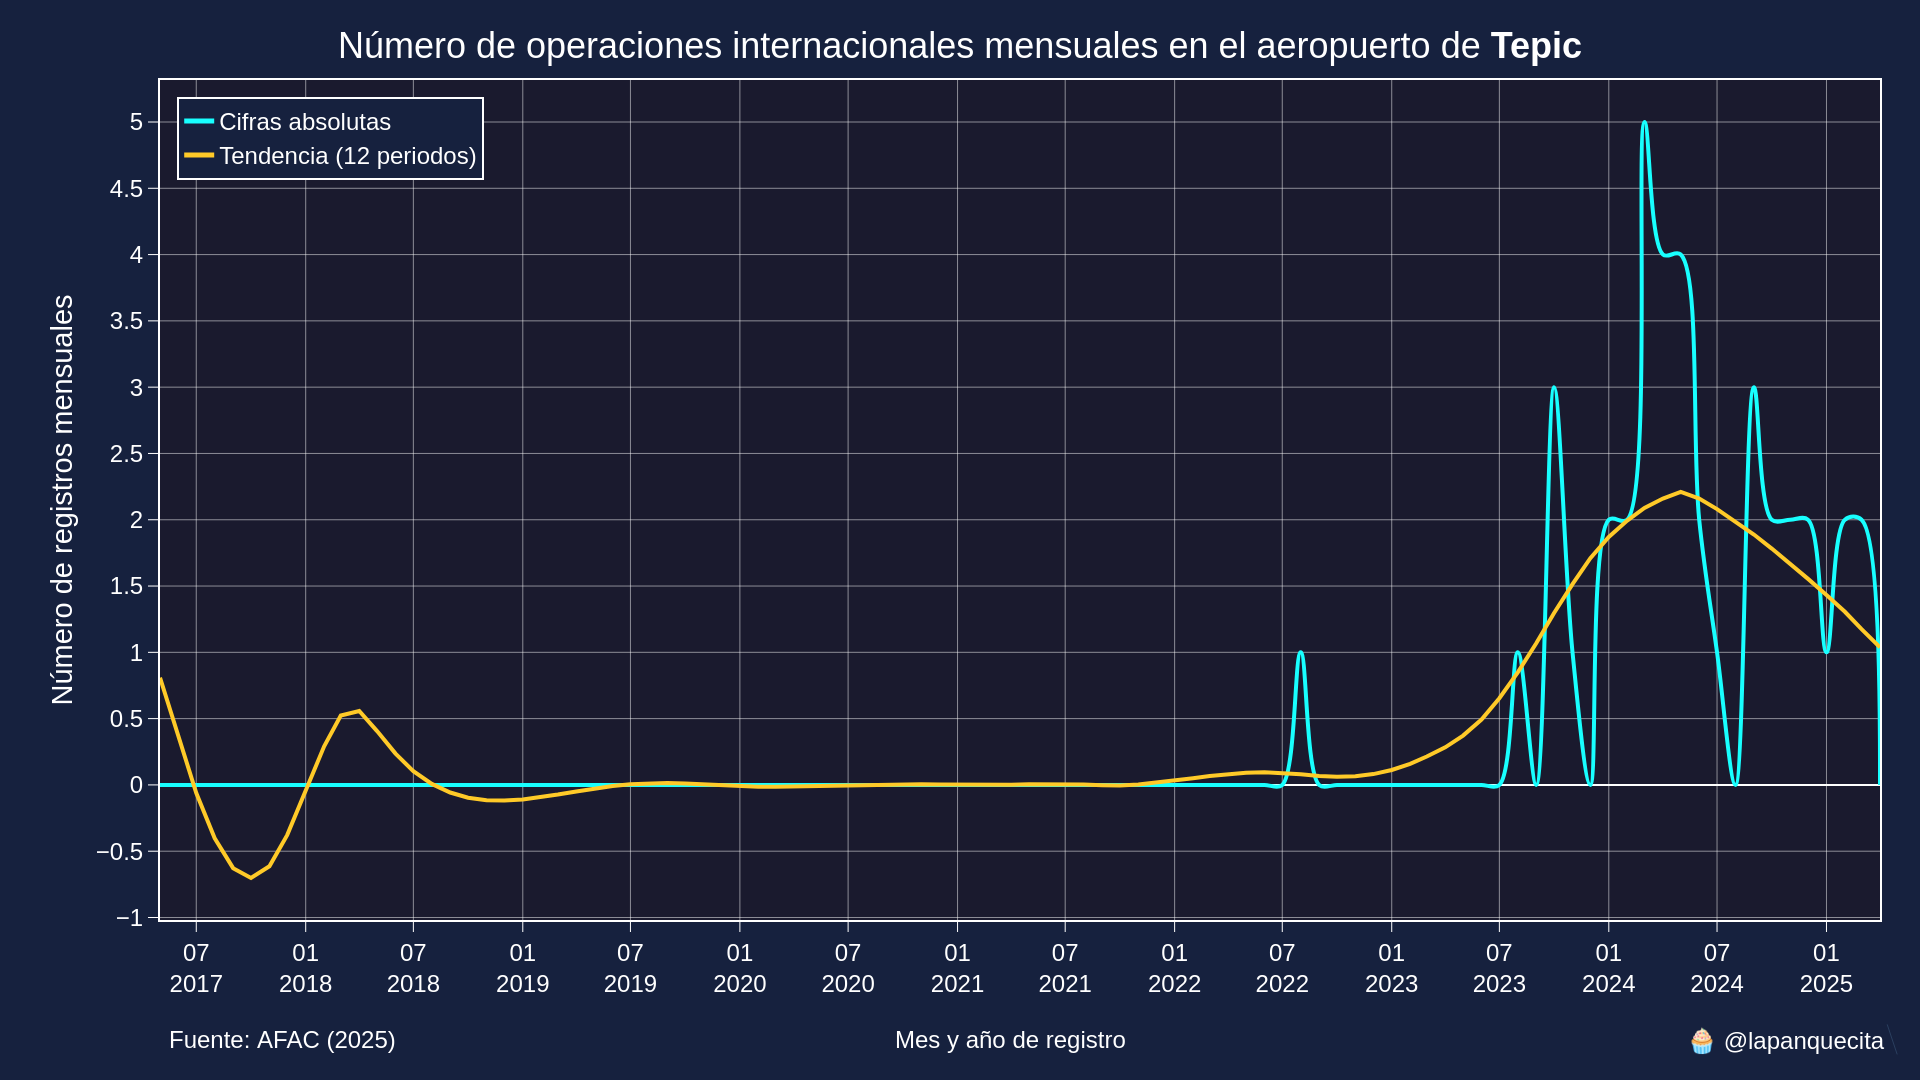 Número de operaciones internacionales mensuales en el aeropuerto de Tepic
Cifras absolutas
Tendencia (12 periodos)
Número de registros mensuales
5
4.5
4
3.5
3
2.5
2
1.5
1
0.5
0
−0.5
−1
07 01 07 01 07 01 07 01 07 01 07 01 07 01 07 01
2017 2018 2018 2019 2019 2020 2020 2021 2021 2022 2022 2023 2023 2024 2024 2025
Fuente: AFAC (2025)
Mes y año de registro
🧁 @lapanquecita